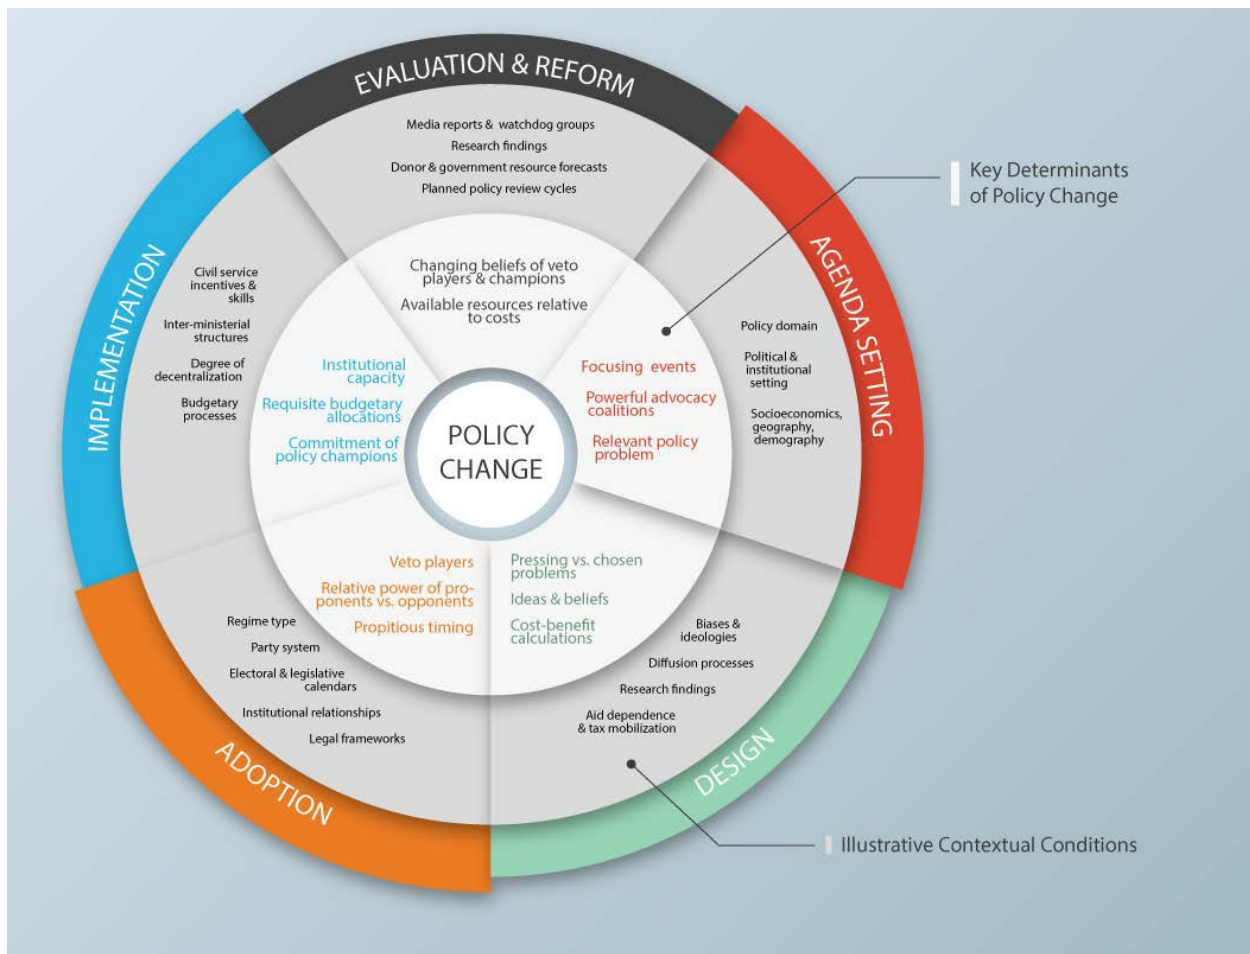 EVALUATION & REFORM
Media reports & watchdog groups
Research findings
Donor & government resource forecasts
Planned policy review cycles
Changing beliefs of veto
players & champions
Available resources relative
to costs
Key Determinants
of Policy Change
AGENDA SETTING
Policy domain
Political &
institutional
setting
Socioeconomics,
geography,
demography
Focusing events
Powerful advocacy
coalitions
Relevant policy
problem
DESIGN
Pressing vs. chosen
problems
Ideas & beliefs
Cost-benefit
calculations
Biases &
ideologies
Diffusion processes
Research findings
Aid dependence
& tax mobilization
Illustrative Contextual Conditions
ADOPTION
Veto players
Relative power of pro-
ponents vs. opponents
Propitious timing
Regime type
Party system
Electoral & legislative
calendars
Institutional relationships
Legal frameworks
IMPLEMENTATION
Civil service
incentives &
skills
Inter-ministerial
structures
Degree of
decentralization
Budgetary
processes
Institutional
capacity
Requisite budgetary
allocations
Commitment of
policy champions
POLICY
CHANGE